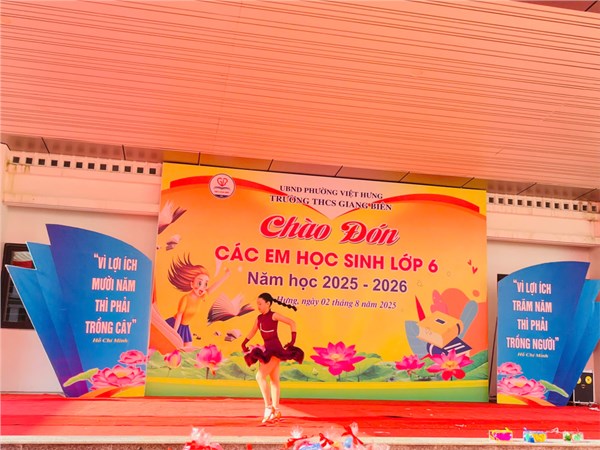 UBND PHƯỜNG VIỆT HƯNG
TRƯỜNG THCS GIANG BIÊN
Chào Đón
CÁC EM HỌC SINH LỚP 6
Năm học 2025 - 2026
Hưng, ngày 02 tháng 8 năm 2025
"VÌ LỢI ÍCH
MƯỜI NĂM
THÌ PHẢI
TRỒNG CÂY"
Hồ Chí Minh
"VÌ LỢI ÍCH
TRĂM NĂM
THÌ PHẢI
TRỒNG NGƯỜI"
Hồ Chí Minh